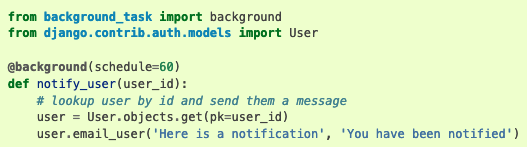 from background_task import background
from django.contrib.auth.models import User

@background(schedule=60)
def notify_user(user_id):
    # lookup user by id and send them a message
    user = User.objects.get(pk=user_id)
    user.email_user('Here is a notification', 'You have been notified')